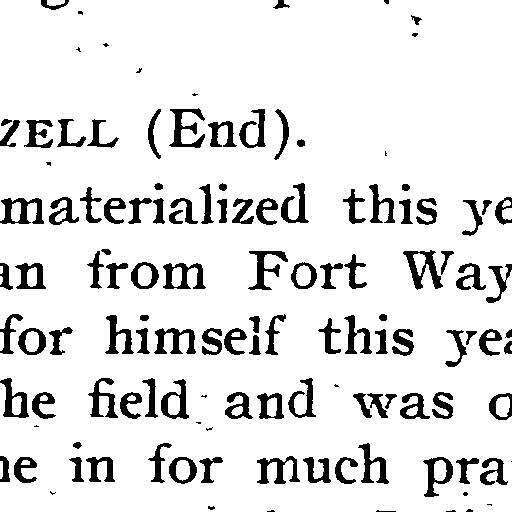 ZELL (End).
materialized this ye
an from Fort Way
for himself this yea
he field and was o
ne in for much pra